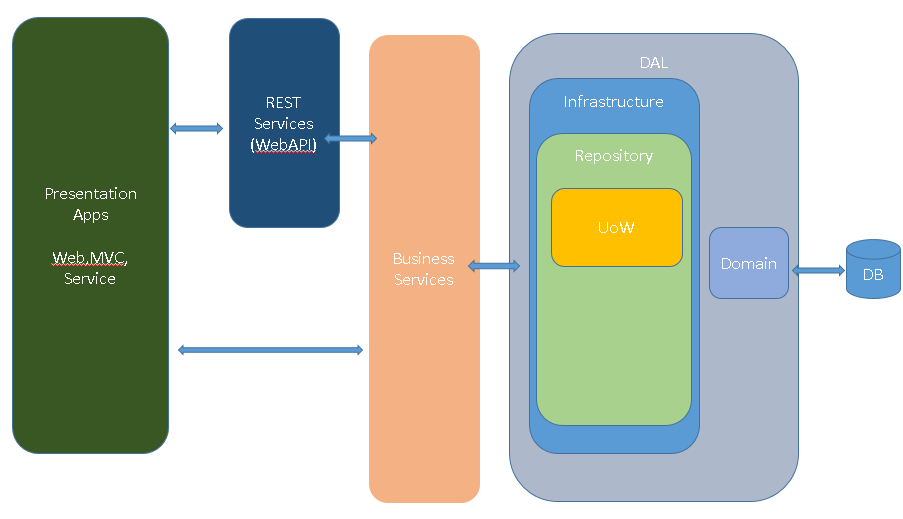 Presentation
Apps
Web,MVC,
Service
REST
Services
(WebAPI)
Business
Services
DAL
Infrastructure
Repository
UoW
Domain
DB